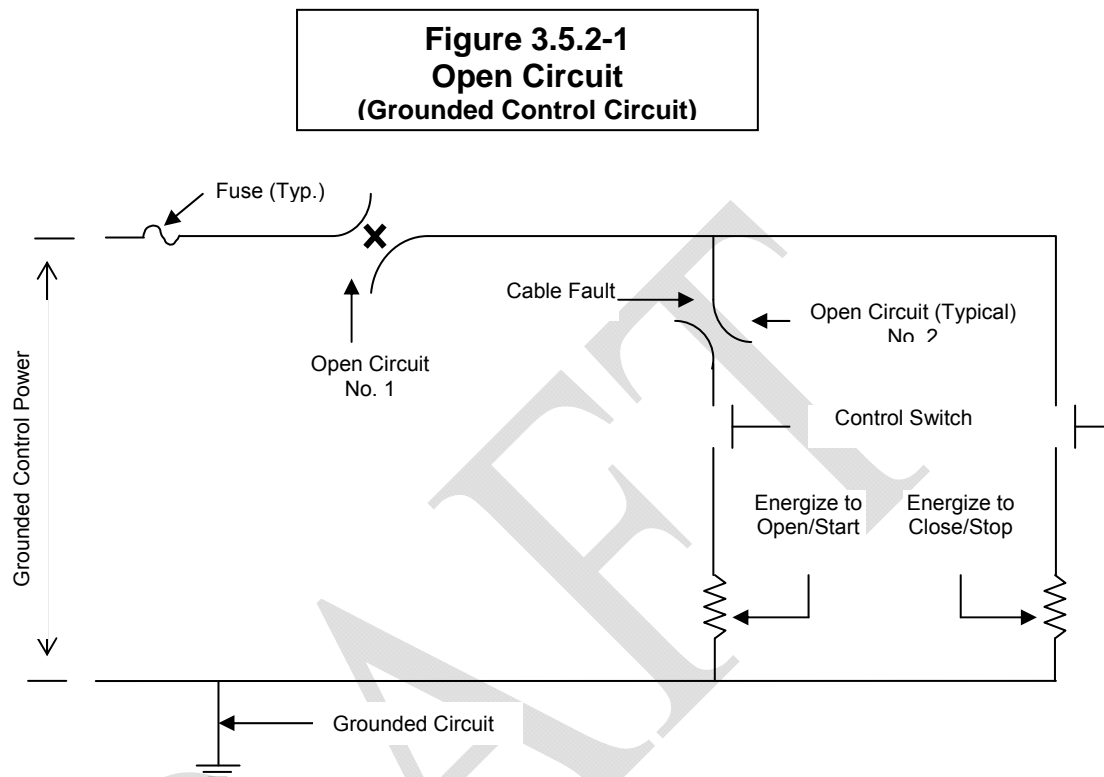 Figure 3.5.2-1
Open Circuit
(Grounded Control Circuit)
Fuse (Typ.)
Cable Fault
Open Circuit (Typical)
No. 2
Open Circuit
No. 1
Control Switch
Grounded Control Power
Energize to
Open/Start
Energize to
Close/Stop
Grounded Circuit
AFT